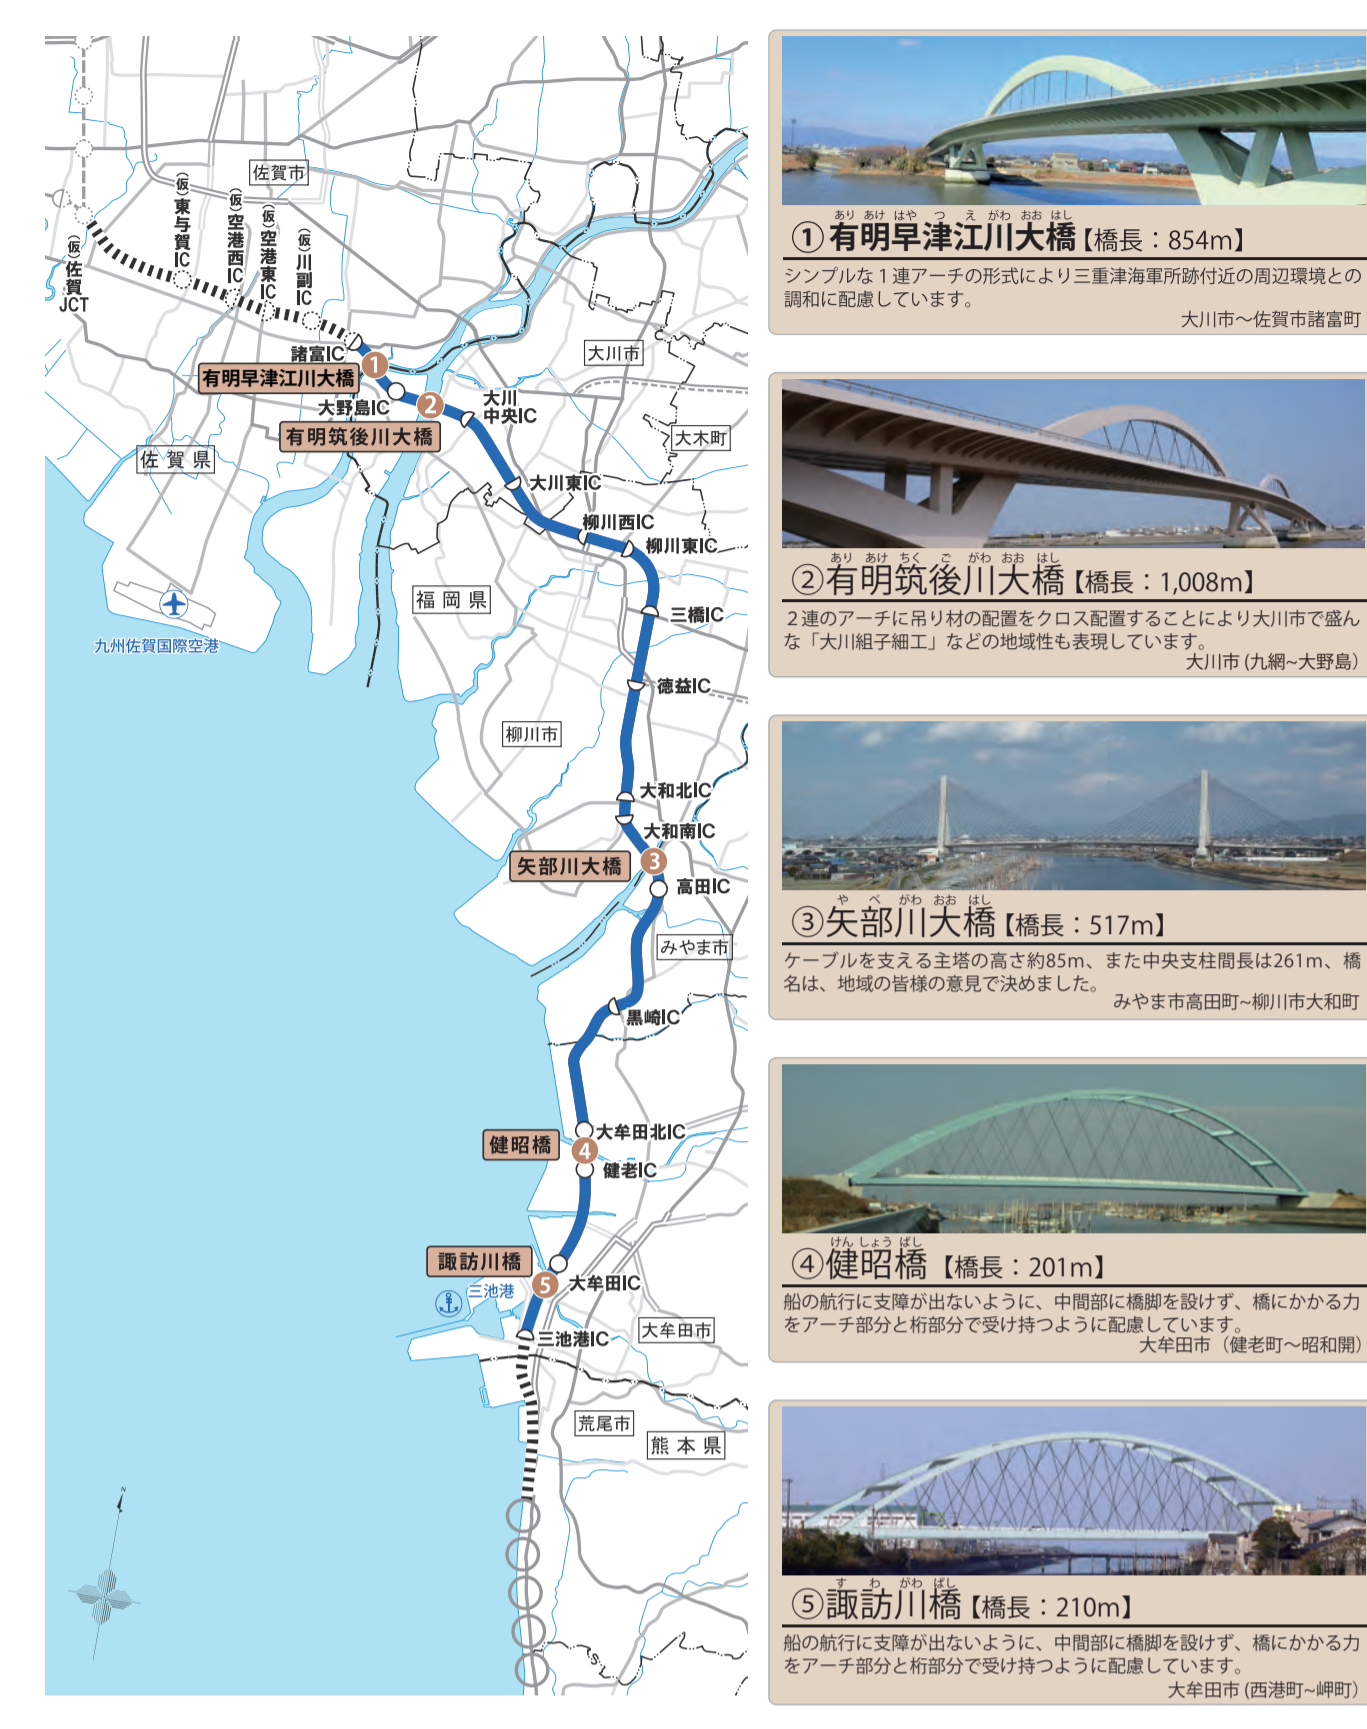 佐賀市
(仮)佐賀JCT
(仮)東与賀IC
(仮)空港西IC
(仮)空港東IC
(仮)川副IC
諸富IC
1
有明早津江川大橋
大野島IC
2
有明筑後川大橋
大川中央IC
大川市
大木町
佐賀県
大川東IC
柳川西IC
柳川東IC
福岡県
三橋IC
九州佐賀国際空港
徳益IC
柳川市
大和北IC
大和南IC
矢部川大橋
3
高田IC
みやま市
黒崎IC
大牟田北IC
健昭橋
4
健老IC
諏訪川橋
5
大牟田IC
三池港
三池港IC
大牟田市
荒尾市
熊本県
N
あり あけ はや つ え がわ おお はし
①有明早津江川大橋【橋長：854m】
シンプルな１連アーチの形式により三重津海軍所跡付近の周辺環境との
調和に配慮しています。
大川市～佐賀市諸富町
あり あけ ちく ご がわ おお はし
②有明筑後川大橋【橋長：1,008m】
２連のアーチに吊り材の配置をクロス配置することにより大川市で盛ん
な「大川組子細工」などの地域性も表現しています。
大川市 (九網~大野島）
や べ がわ おお はし
③矢部川大橋【橋長：517m】
ケーブルを支える主塔の高さ約85m、また中央支柱間長は261m、橋
名は、地域の皆様の意見で決めました。
みやま市高田町~柳川市大和町
けん しょう ばし
④健昭橋【橋長：201m】
船の航行に支障が出ないように、中間部に橋脚を設けず、橋にかかる力
をアーチ部分と桁部分で受け持つように配慮しています。
大牟田市（健老町～昭和開）
す わ がわ ばし
⑤諏訪川橋【橋長：210m】
船の航行に支障が出ないように、中間部に橋脚を設けず、橋にかかる力
をアーチ部分と桁部分で受け持つように配慮しています。
大牟田市 (西港町~岬町）